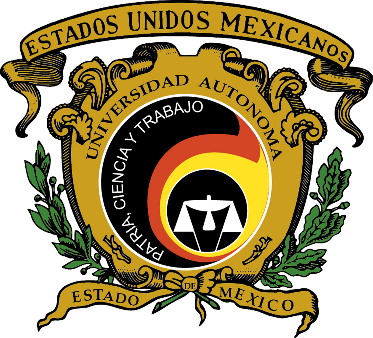 ESTADOS UNIDOS MEXICANOS
UNIVERSIDAD AUTONOMA
PATRIA, CIENCIA Y TRABAJO
ESTADO DE MEXICO